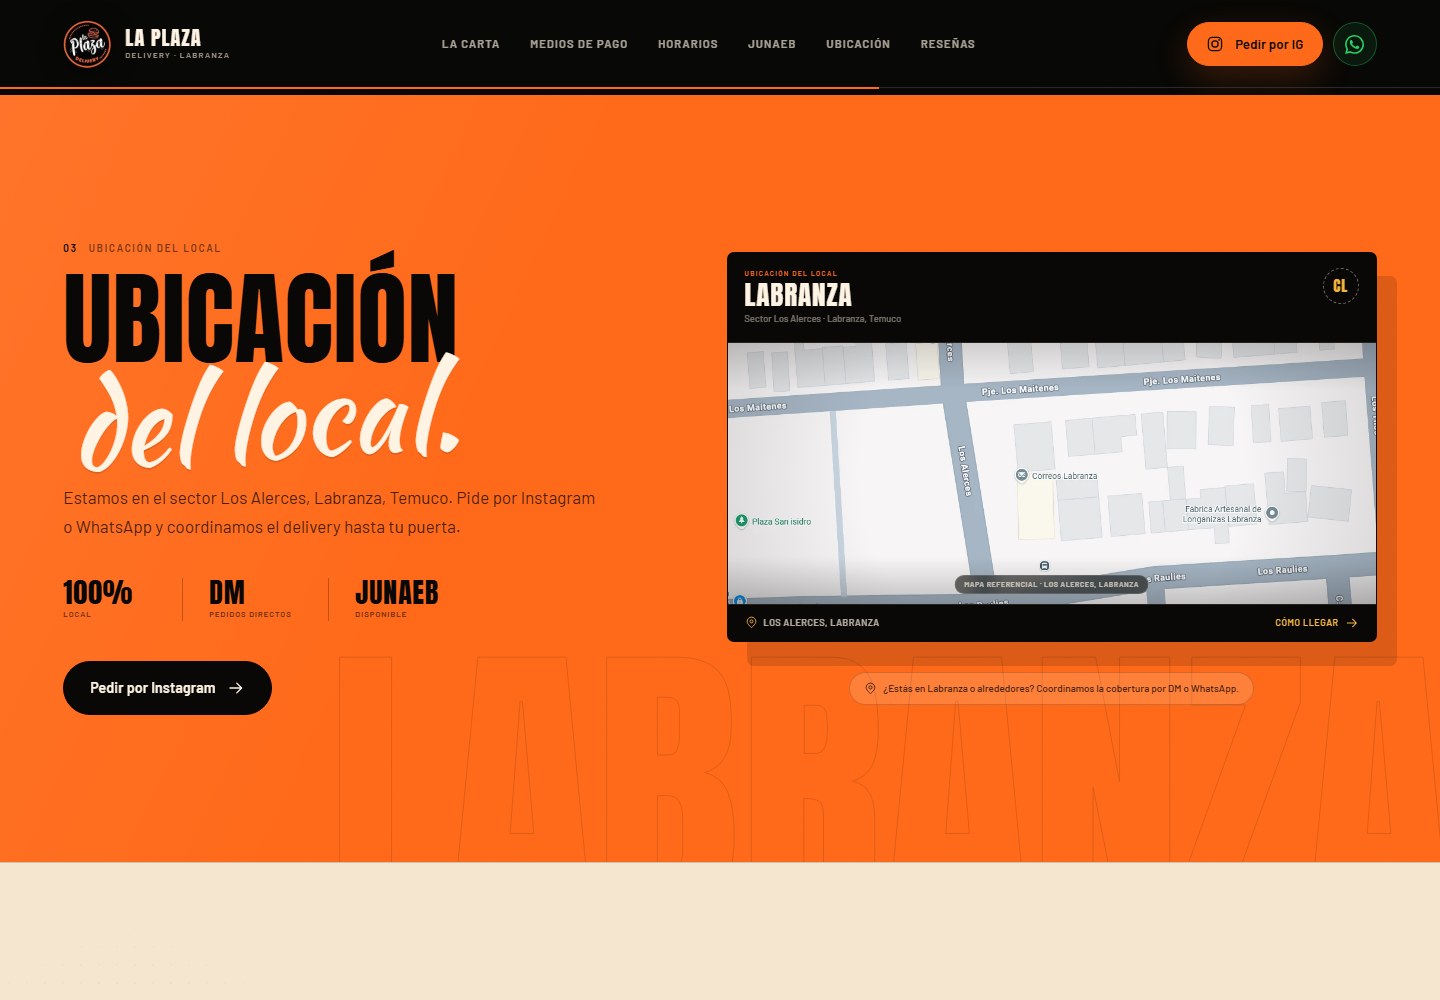 La Plaza DELIVERY
LA PLAZA
DELIVERY · LABRANZA
LA CARTA
MEDIOS DE PAGO
HORARIOS
JUNAEB
UBICACIÓN
RESEÑAS
Pedir por IG
03 UBICACIÓN DEL LOCAL
UBICACIÓN
del local.
Estamos en el sector Los Alerces, Labranza, Temuco. Pide por Instagram
o WhatsApp y coordinamos el delivery hasta tu puerta.
100%
LOCAL
DM
PEDIDOS DIRECTOS
JUNAEB
DISPONIBLE
Pedir por Instagram
UBICACIÓN DEL LOCAL
LABRANZA
Sector Los Alerces · Labranza, Temuco
CL
Pje. Los Maitenes
Pje. Los Maitenes
Los Maitenes
Los Alerces
Correos Labranza
Plaza San isidro
Fabrica Artesanal de
Longanizas Labranza
Los Raulies
s Raulies
MAPA REFERENCIAL · LOS ALERCES, LABRANZA
LOS ALERCES, LABRANZA
CÓMO LLEGAR
¿Estás en Labranza o alrededores? Coordinamos la cobertura por DM o WhatsApp.
LABRANZA